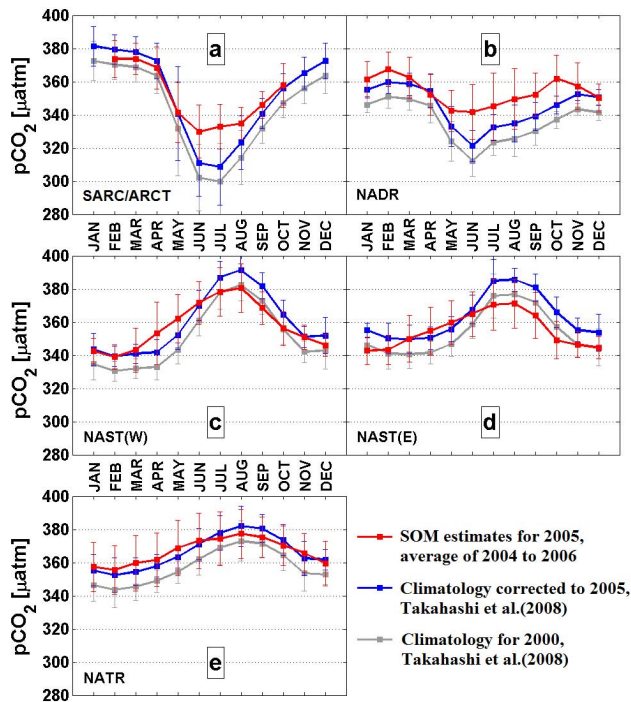 400
380
360
340
320
300
280
pCO2 [µatm]
a
SARC/ARCT
b
NADR
JAN FEB MAR APR MAY JUN JUL AUG SEP OCT NOV DEC
JAN FEB MAR APR MAY JUN JUL AUG SEP OCT NOV DEC
400
380
360
340
320
300
280
pCO2 [µatm]
c
NAST(W)
d
NAST(E)
JAN FEB MAR APR MAY JUN JUL AUG SEP OCT NOV DEC
400
380
360
340
320
300
280
pCO2 [µatm]
e
NATR
SOM estimates for 2005,
average of 2004 to 2006
Climatology corrected to 2005,
Takahashi et al.(2008)
Climatology for 2000,
Takahashi et al.(2008)